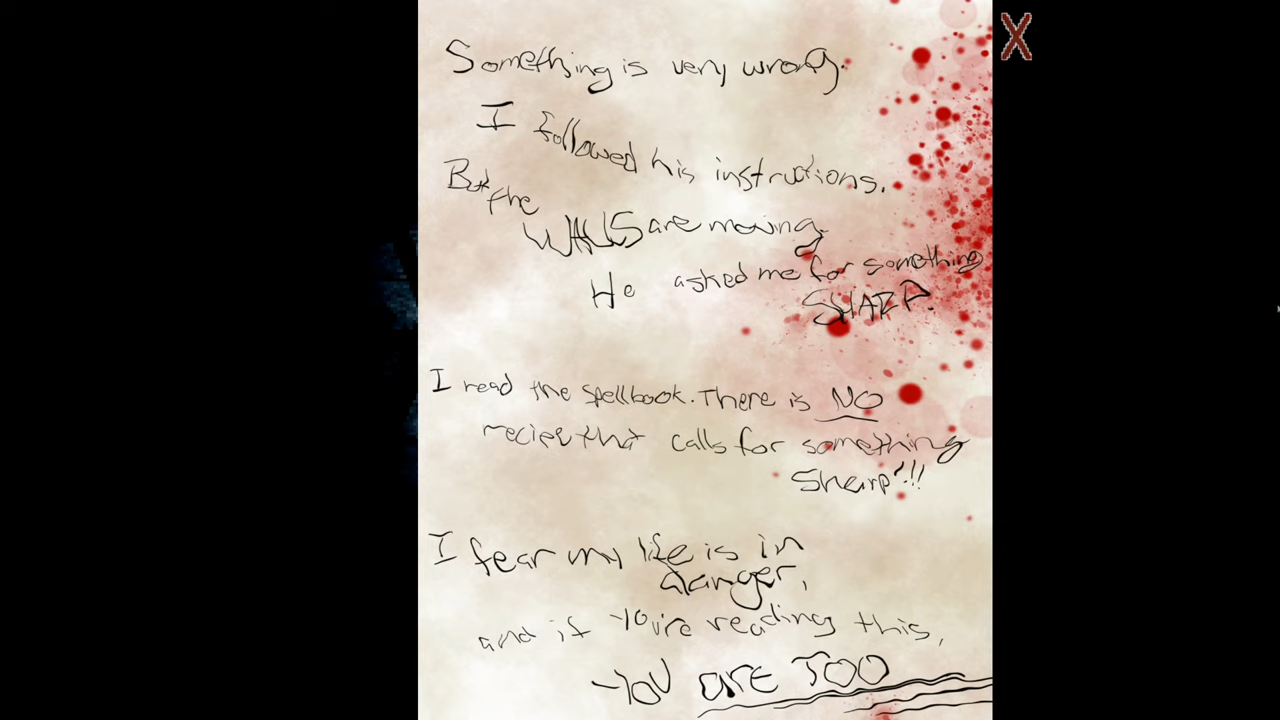 Something is very wrong.
I followed his instructions.
But the
WALLS are moving.
He asked me for something
SHARP.
I read the spellbook. There is NO
recipe that calls for something
Sharp!!!
I fear my life is in
danger,
and if you're reading this,
YOU are TOO
X